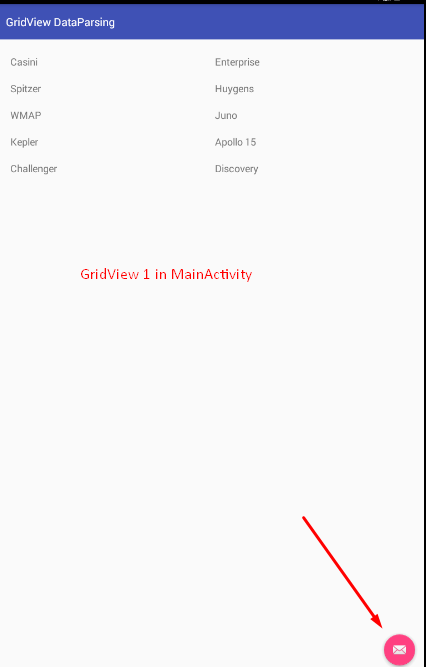 GridView DataParsing
Casini Enterprise
Spitzer Huygens
WMAP Juno
Kepler Apollo 15
Challenger Discovery
GridView 1 in MainActivity